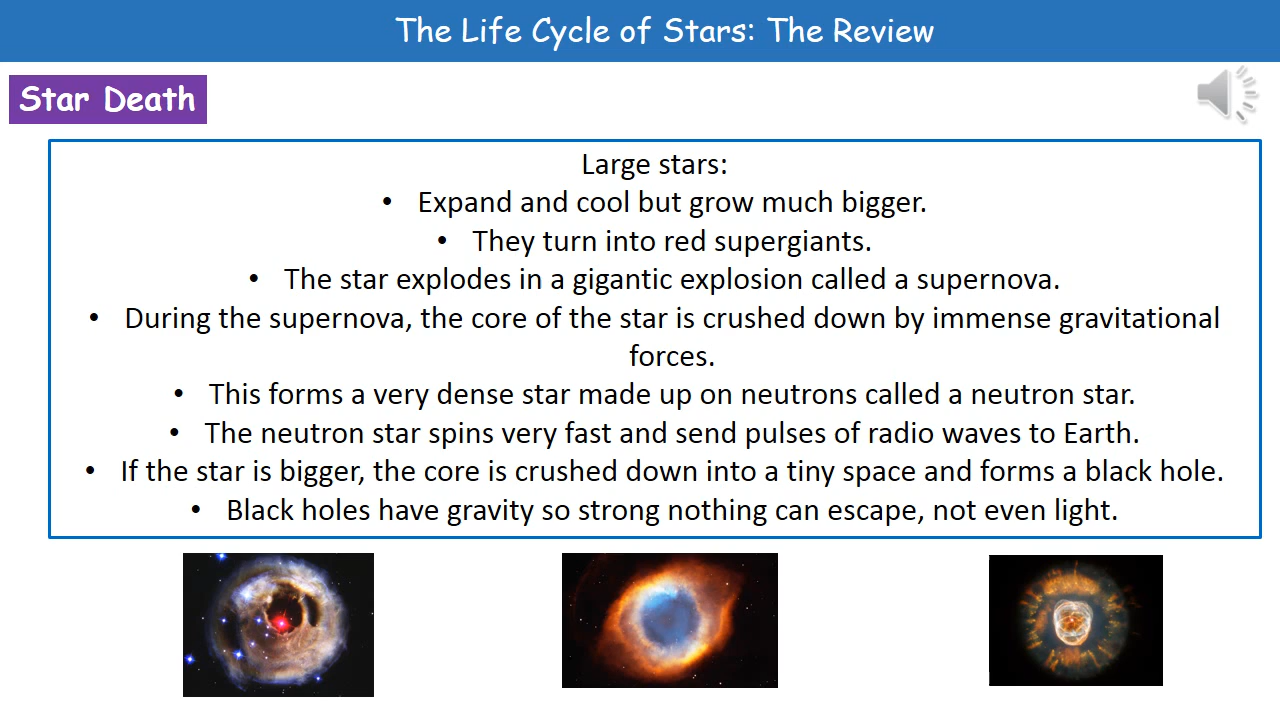 The Life Cycle of Stars: The Review
Star Death
Large stars:
• Expand and cool but grow much bigger.
• They turn into red supergiants.
• The star explodes in a gigantic explosion called a supernova.
• During the supernova, the core of the star is crushed down by immense gravitational
forces.
• This forms a very dense star made up on neutrons called a neutron star.
• The neutron star spins very fast and send pulses of radio waves to Earth.
• If the star is bigger, the core is crushed down into a tiny space and forms a black hole.
• Black holes have gravity so strong nothing can escape, not even light.